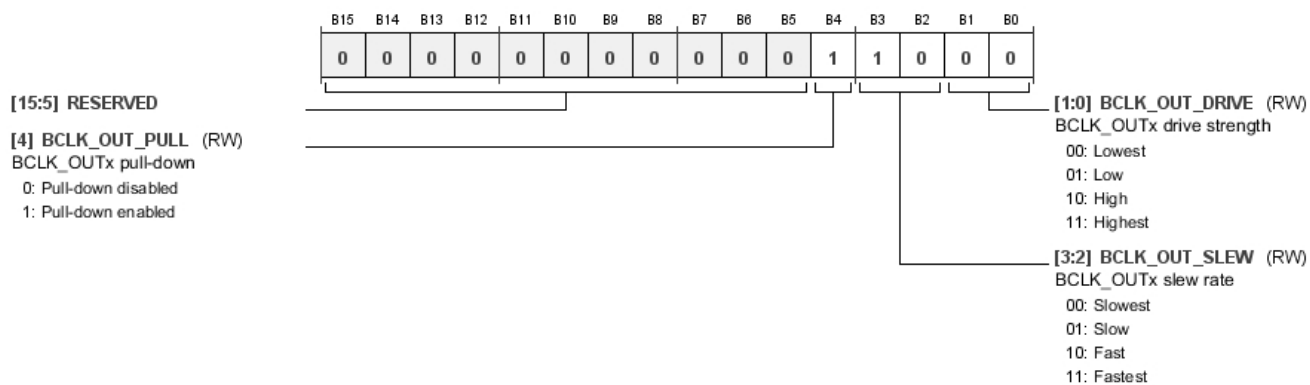 B15 B14 B13 B12 B11 B10 B9 B8 B7 B6 B5 B4 B3 B2 B1 B0
0 0 0 0 0 0 0 0 0 0 0 1 1 0 0 0
[15:5] RESERVED
[4] BCLK_OUT_PULL (RW)
BCLK_OUTx pull-down
0: Pull-down disabled
1: Pull-down enabled
[1:0] BCLK_OUT_DRIVE (RW)
BCLK_OUTx drive strength
00: Lowest
01: Low
10: High
11: Highest
[3:2] BCLK_OUT_SLEW (RW)
BCLK_OUTx slew rate
00: Slowest
01: Slow
10: Fast
11: Fastest